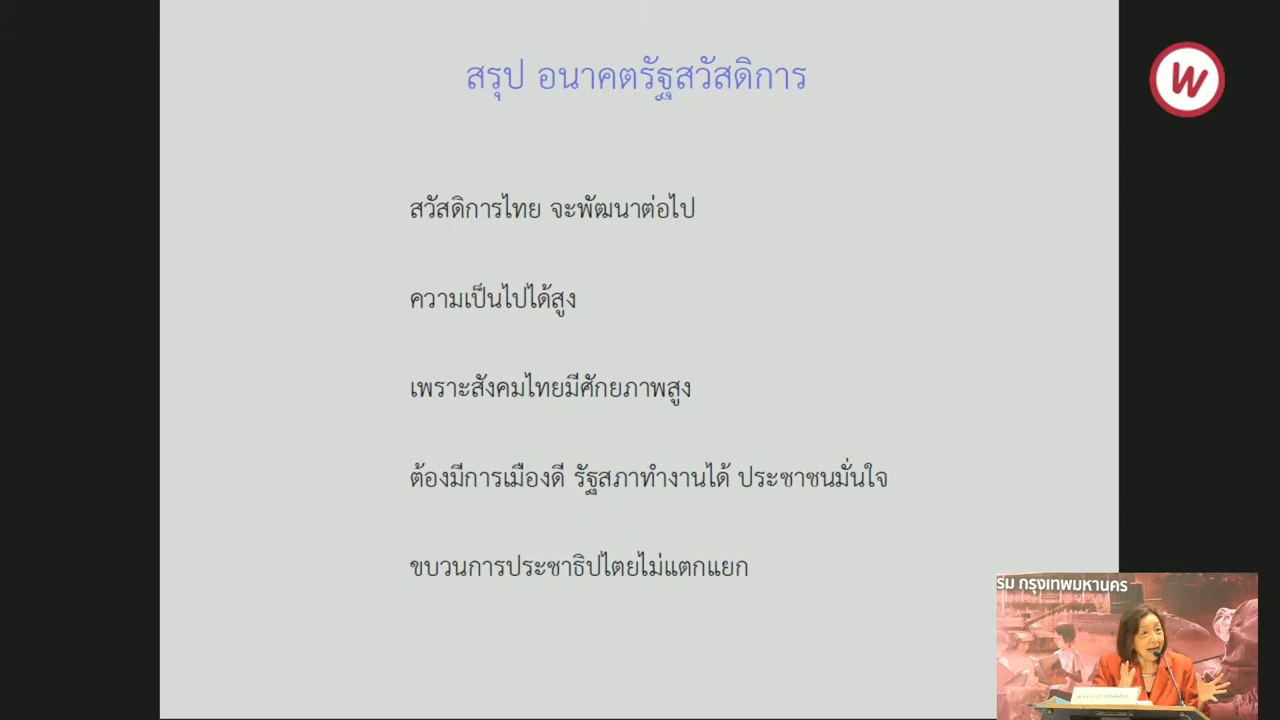 สรุป อนาคตรัฐสวัสดิการ
W
สวัสดิการไทย จะพัฒนาต่อไป
ความเป็นไปได้สูง
เพราะสังคมไทยมีศักยภาพสูง
ต้องมีการเมืองดี รัฐสภาทำงานได้ ประชาชนมั่นใจ
ขบวนการประชาธิปไตยไม่แตกแยก
รม กรุงเทพมหานคร